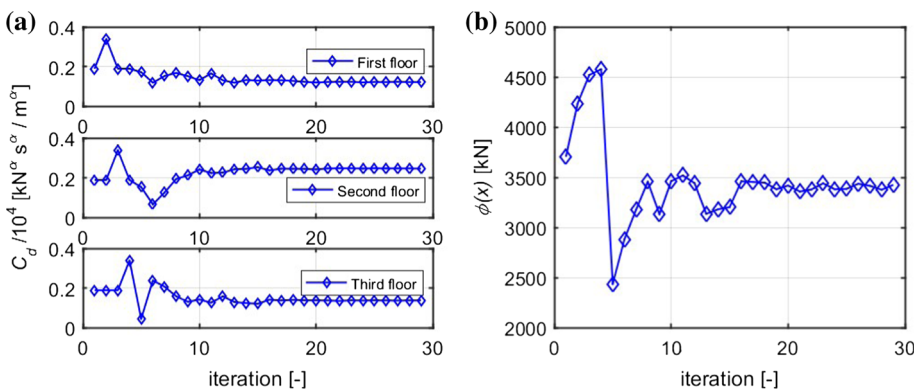 (a)
C_d /10^4 [kN^α s^α / m^α]
0.4
0.2
0
First floor
0 10 20 30
0.4
0.2
0
Second floor
0 10 20 30
0.4
0.2
0
Third floor
0 10 20 30
iteration [-]
(b)
ϕ(x) [kN]
5000
4500
4000
3500
3000
2500
2000
0 10 20 30
iteration [-]